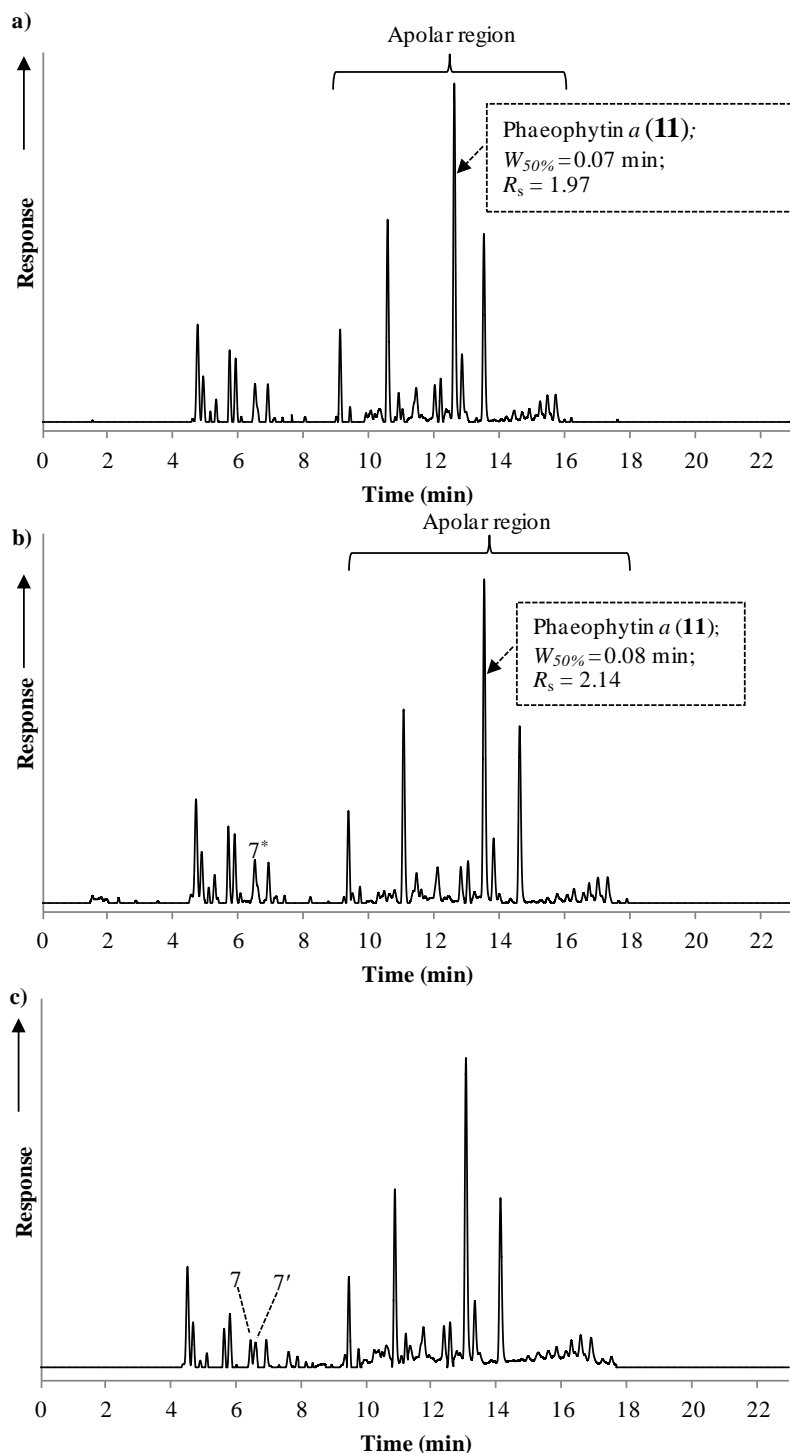 a)
Apolar region
Phaeophytin a (11);
W50% = 0.07 min;
Rs = 1.97
Response
0 2 4 6 8 10 12 14 16 18 20 22
Time (min)
b)
Apolar region
Phaeophytin a (11);
W50% = 0.08 min;
Rs = 2.14
7*
Response
0 2 4 6 8 10 12 14 16 18 20 22
Time (min)
c)
7 7′
Response
0 2 4 6 8 10 12 14 16 18 20 22
Time (min)